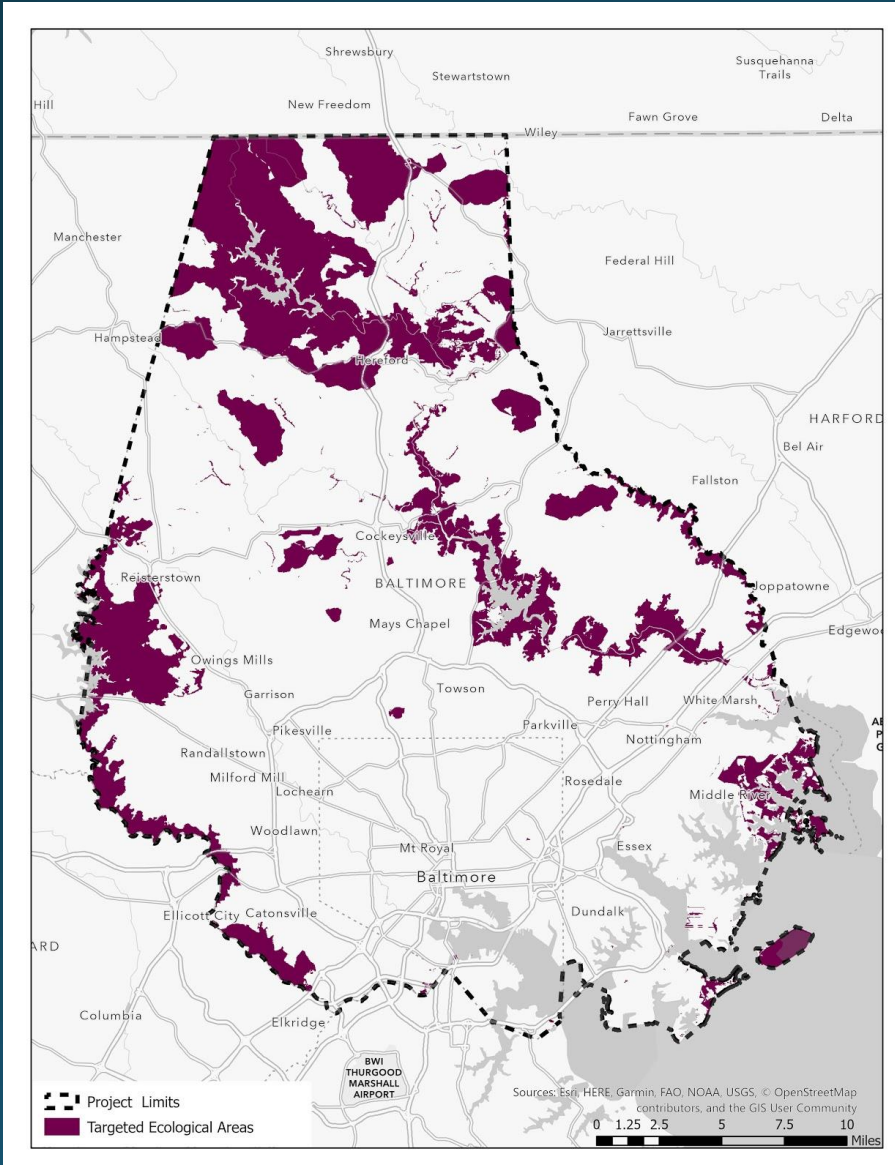 Shrewsbury
Susquehanna
Trails
Stewartstown
Hill
New Freedom
Fawn Grove
Delta
Wiley
Manchester
Federal Hill
Hampstead
Jarrettsville
Hereford
HARFORD
Bel Air
Fallston
Cockeysville
Reisterstown
BALTIMORE
Joppatowne
Mays Chapel
Edgewoo
Owings Mills
Towson
Garrison
Perry Hall
White Marsh
Pikesville
Parkville
Nottingham
AB
P
G
Randallstown
Milford Mill
Rosedale
Lochearn
Middle River
Woodlawn
Mt Royal
Essex
Baltimore
Ellicott City
Catonsville
Dundalk
ARD
Columbia
Elkridge
BWI
THURGOOD
MARSHALL
AIRPORT
Project Limits
Targeted Ecological Areas
Sources: Esri, HERE, Garmin, FAO, NOAA, USGS, © OpenStreetMap
contributors, and the GIS User Community
0 1.25 2.5 5 7.5 10
Miles